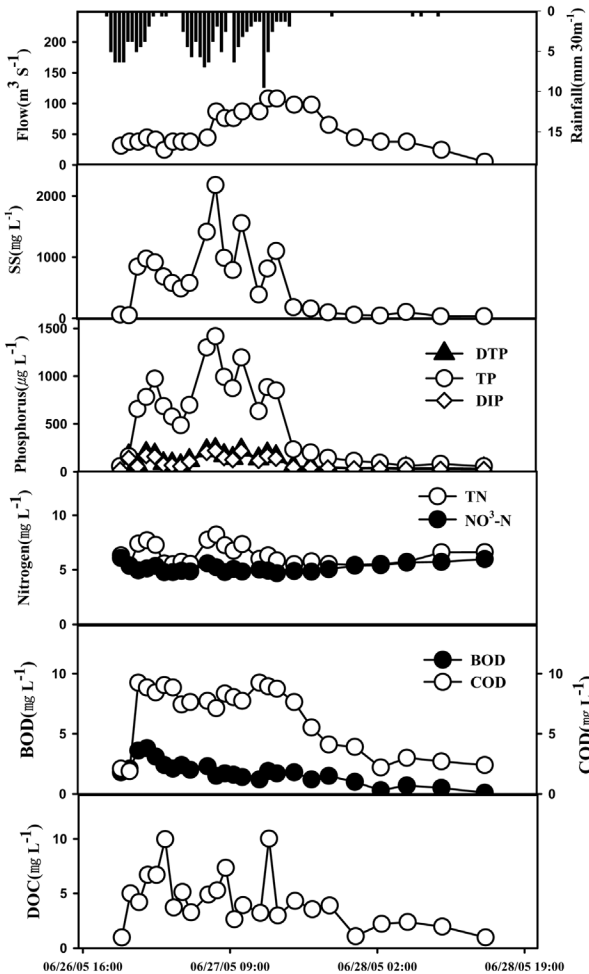 Flow(m³ S⁻¹)
250
200
150
100
50
0
0
5
10
15
Rainfall(mm 30m⁻¹)
SS(㎎ L⁻¹)
2000
1000
0
Phosphorus(㎍ L⁻¹)
1500
1000
500
0
DTP
TP
DIP
Nitrogen(㎎ L⁻¹)
10
5
0
TN
NO³-N
BOD(㎎ L⁻¹)
10
5
0
BOD
COD
10
5
0
COD(㎎ L⁻¹)
DOC(㎎ L⁻¹)
10
5
0
06/26/05 16:00
06/27/05 09:00
06/28/05 02:00
06/28/05 19:00